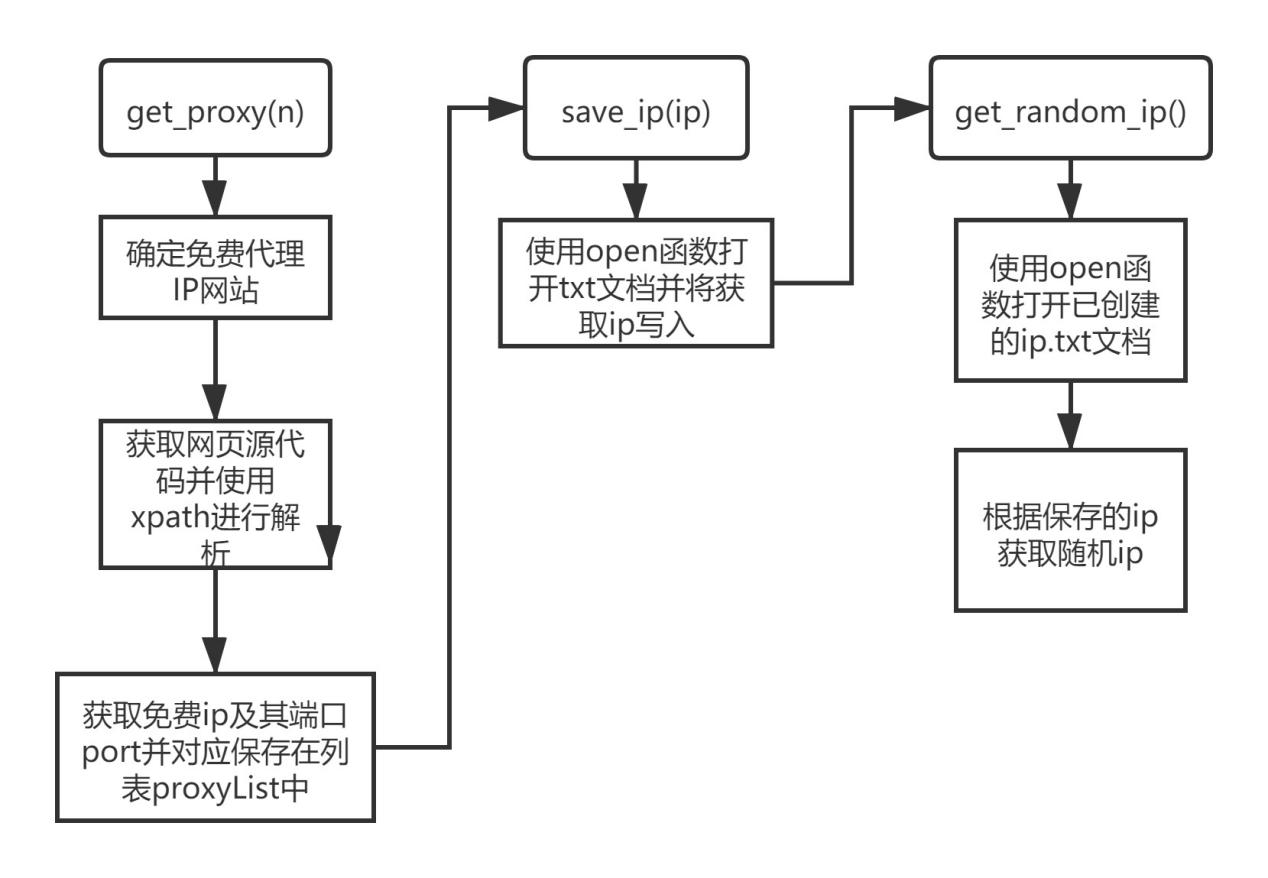 get_proxy(n)
确定免费代理
IP网站
获取网页源代
码并使用
xpath进行解
析
获取免费ip及其端口
port并对应保存在列
表proxyList中
save_ip(ip)
使用open函数打
开txt文档并将获
取ip写入
get_random_ip()
使用open函
数打开已创建
的ip.txt文档
根据保存的ip
获取随机ip